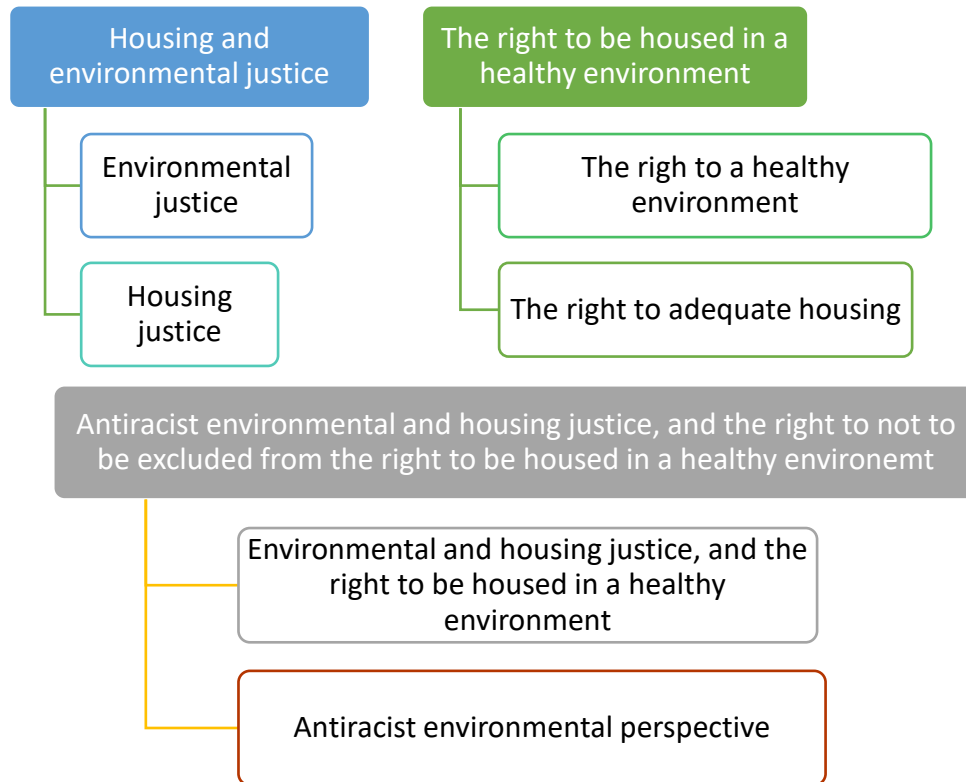 Housing and
environmental justice
Environmental
justice
Housing
justice
The right to be housed in a
healthy environment
The righ to a healthy
environment
The right to adequate housing
Antiracist environmental and housing justice, and the right to not to
be excluded from the right to be housed in a healthy environemt
Environmental and housing justice, and the
right to be housed in a healthy
environment
Antiracist environmental perspective